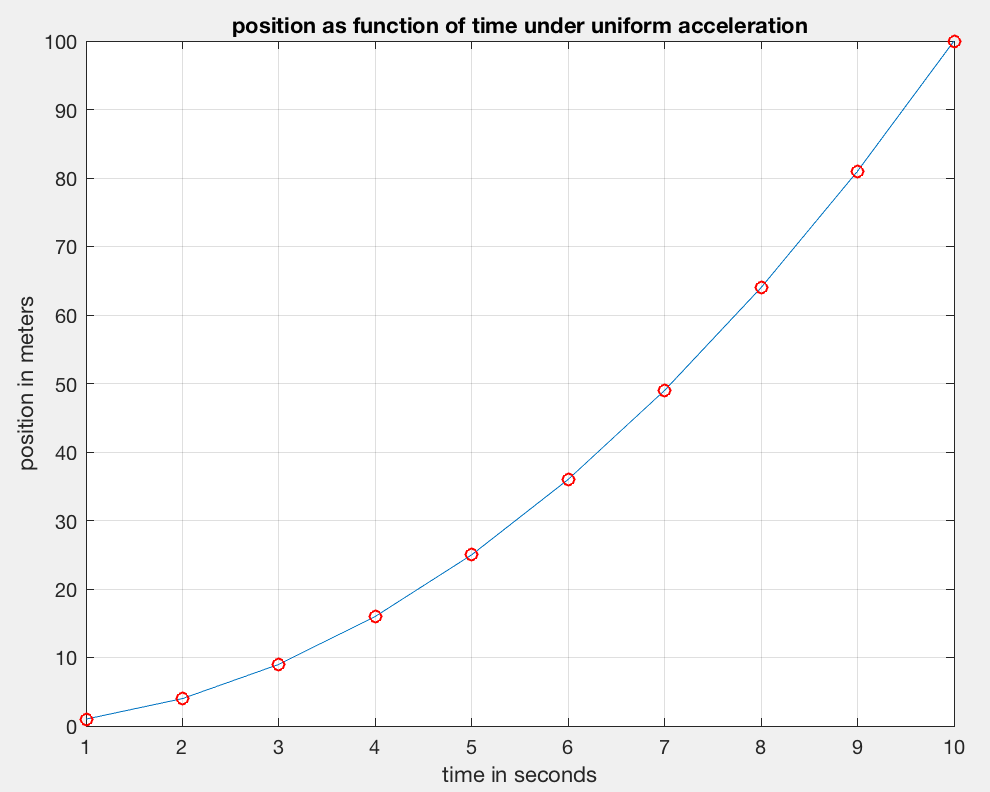 position as function of time under uniform acceleration
100
90
80
70
60
50
40
30
20
10
0
position in meters
1 2 3 4 5 6 7 8 9 10
time in seconds